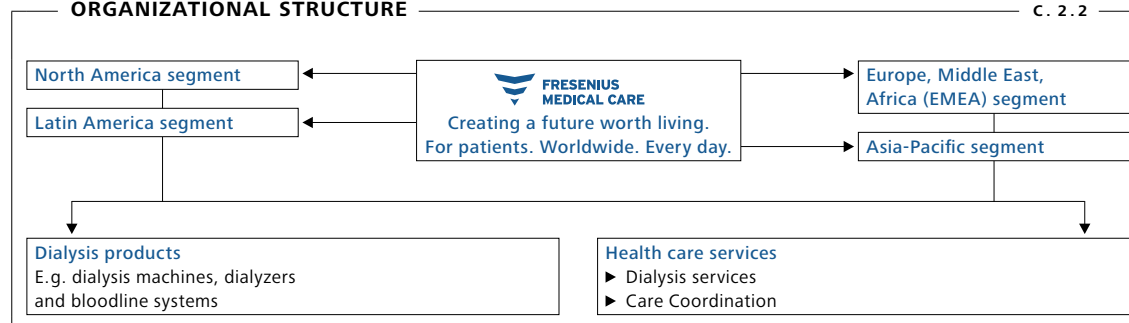 ORGANIZATIONAL STRUCTURE
C. 2.2
North America segment
Latin America segment
FRESENIUS
MEDICAL CARE
Creating a future worth living.
For patients. Worldwide. Every day.
Europe, Middle East,
Africa (EMEA) segment
Asia-Pacific segment
Dialysis products
E.g. dialysis machines, dialyzers
and bloodline systems
Health care services
▶ Dialysis services
▶ Care Coordination